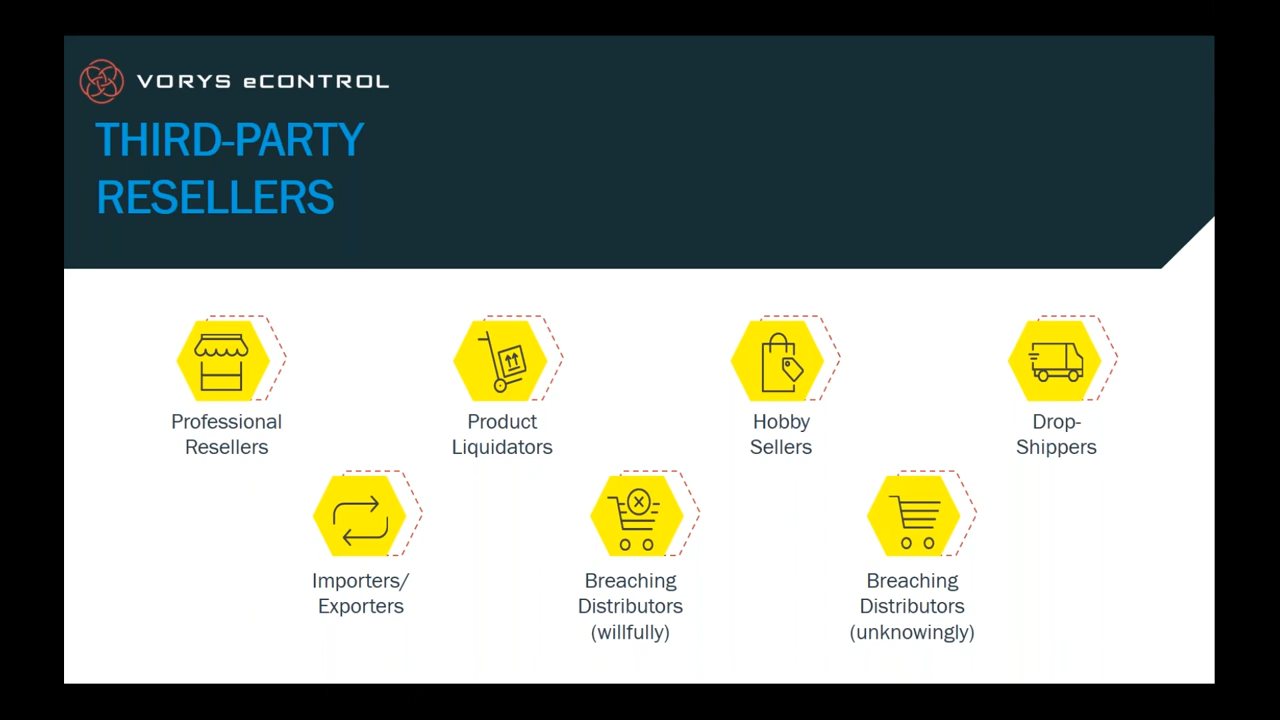 VORYS eCONTROL
THIRD-PARTY
RESELLERS
Professional
Resellers
Product
Liquidators
Hobby
Sellers
Drop-
Shippers
Importers/
Exporters
Breaching
Distributors
(willfully)
Breaching
Distributors
(unknowingly)